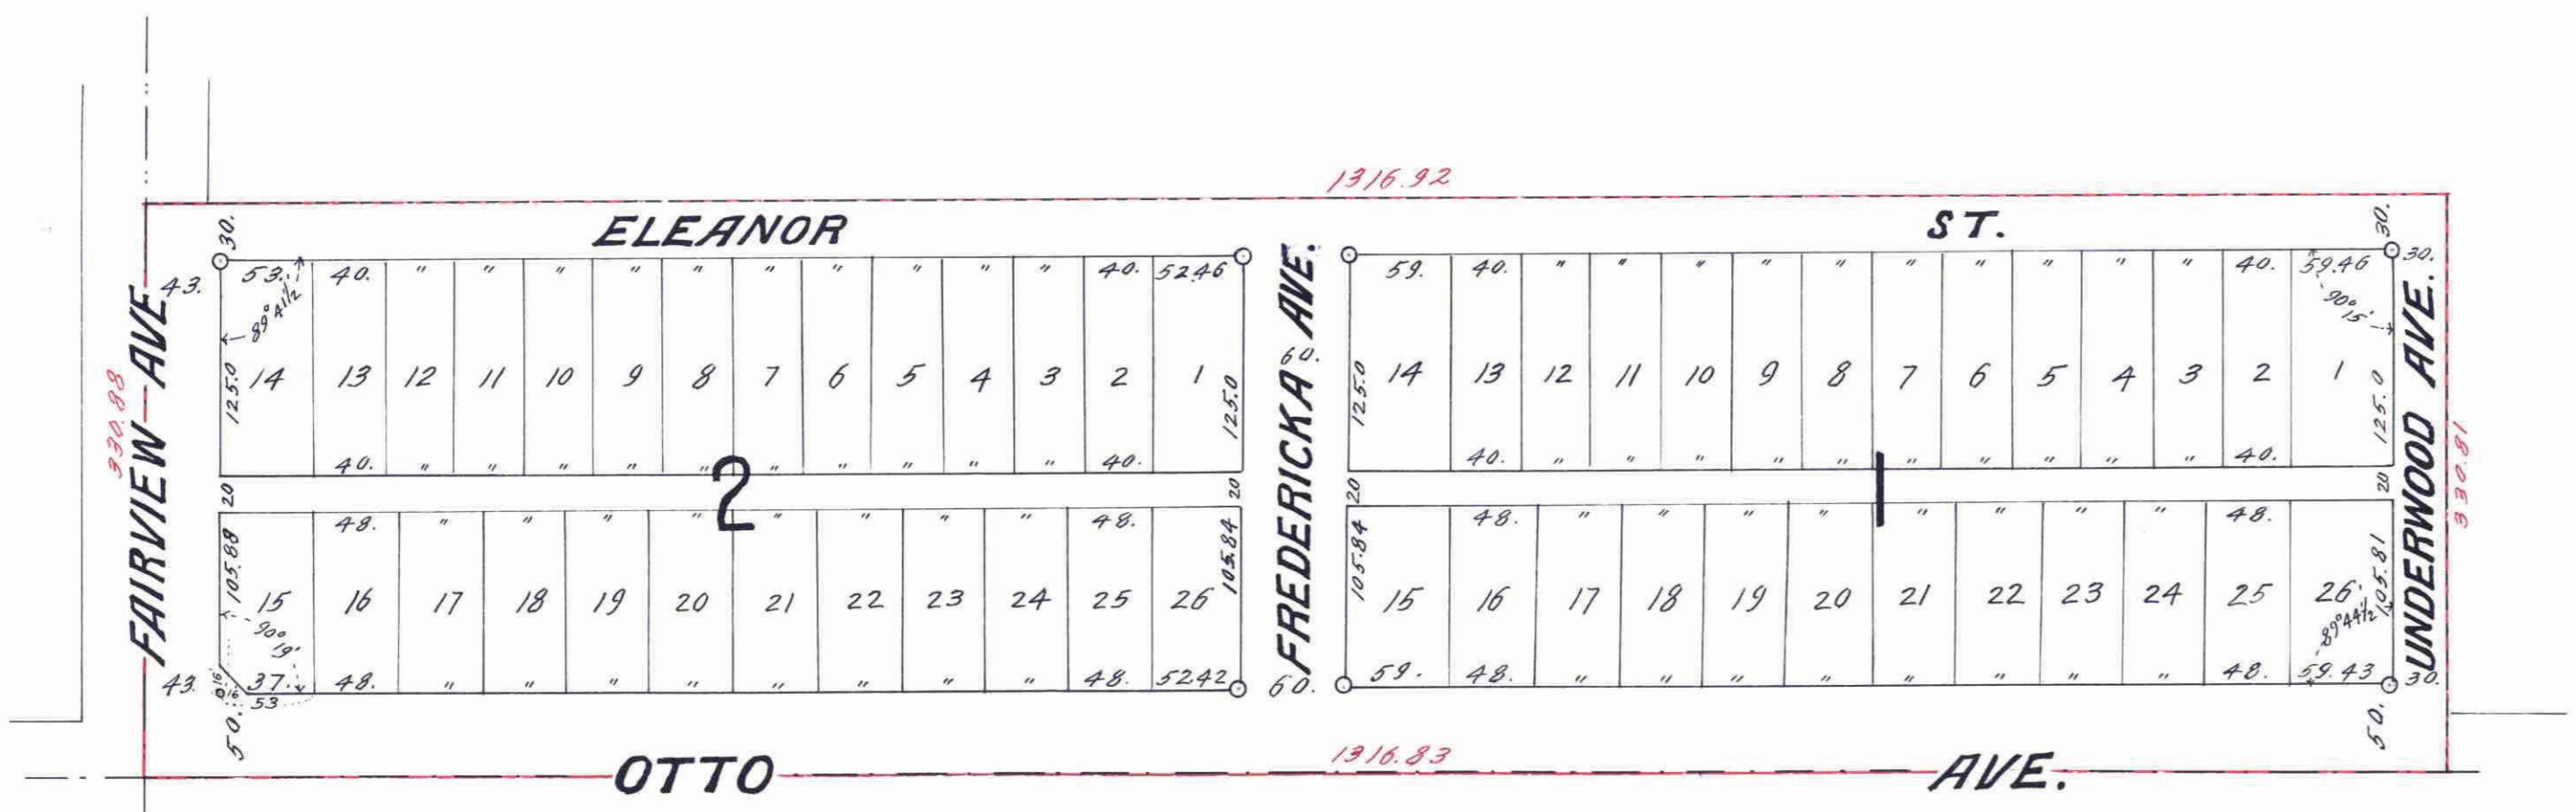 1316.92
ELEANOR ST.
30. 30.
43. 53. 40. " " " " " " " " " " 40. 52.46 59. 40. " " " " " " " " " " 40. 59.46 30.
89° 41 1/2 90° 15'
FAIRVIEW AVE
FREDERICKA AVE.
UNDERWOOD AVE.
330.88
330.81
60.
125.0 14 13 12 11 10 9 8 7 6 5 4 3 2 1 125.0
125.0 14 13 12 11 10 9 8 7 6 5 4 3 2 1 125.0
40. " " " " " " " " " " 40. 40. " " " " " " " " " " 40.
20 2 20 20 1 20
48. " " " " " " " " 48. 48. " " " " " " " " 48.
105.88 15 16 17 18 19 20 21 22 23 24 25 26 105.84
105.84 15 16 17 18 19 20 21 22 23 24 25 26 105.81
90° 19' 89° 44 1/2
43. 16 16 37. 48. " " " " " " " " 48. 52.42 60. 59. 48. " " " " " " " " 48. 59.43 30.
53
50. 50.
1316.83
OTTO AVE.